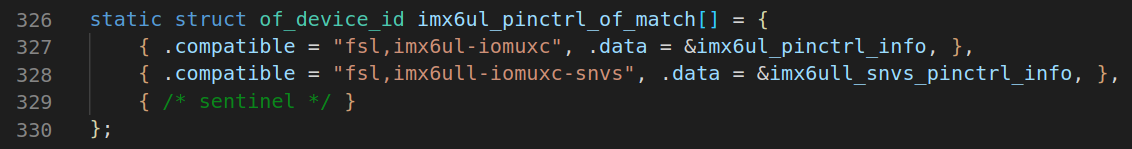 326 static struct of_device_id imx6ul_pinctrl_of_match[] = {
327     { .compatible = "fsl,imx6ul-iomuxc", .data = &imx6ul_pinctrl_info, },
328     { .compatible = "fsl,imx6ull-iomuxc-snvs", .data = &imx6ull_snvs_pinctrl_info, },
329     { /* sentinel */ }
330 };